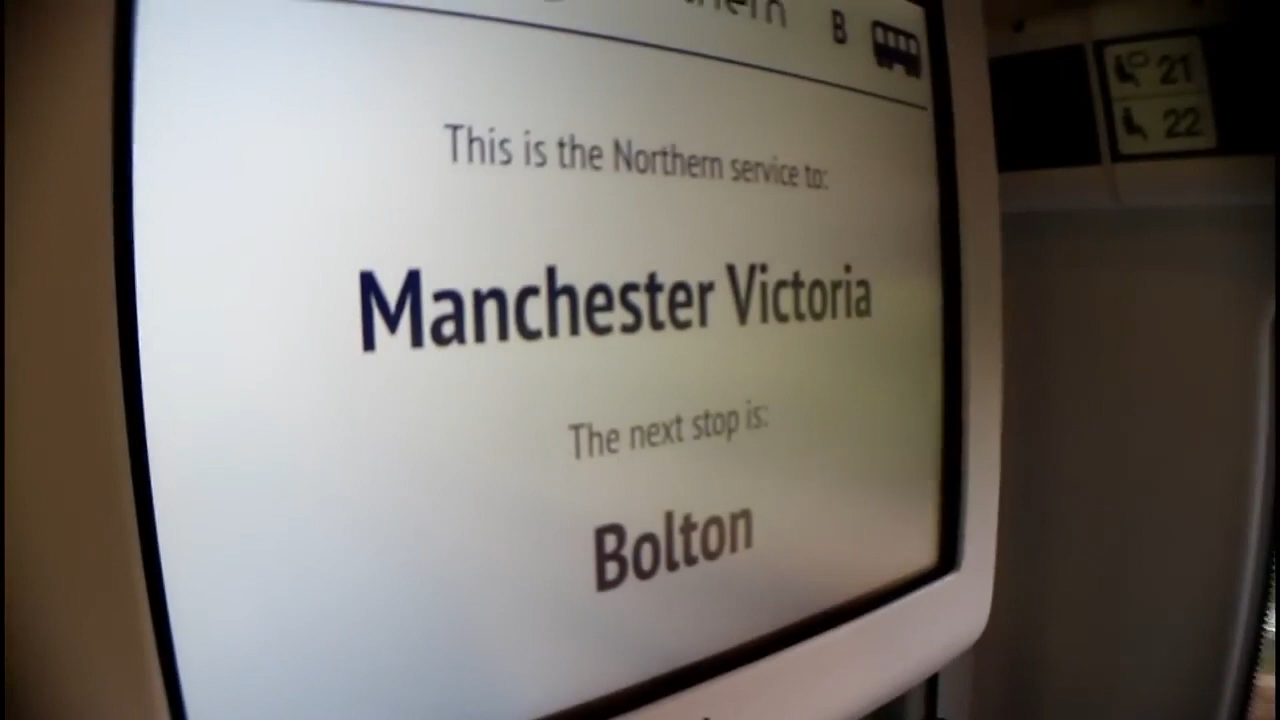 B
This is the Northern service to:
Manchester Victoria
The next stop is:
Bolton
21
22